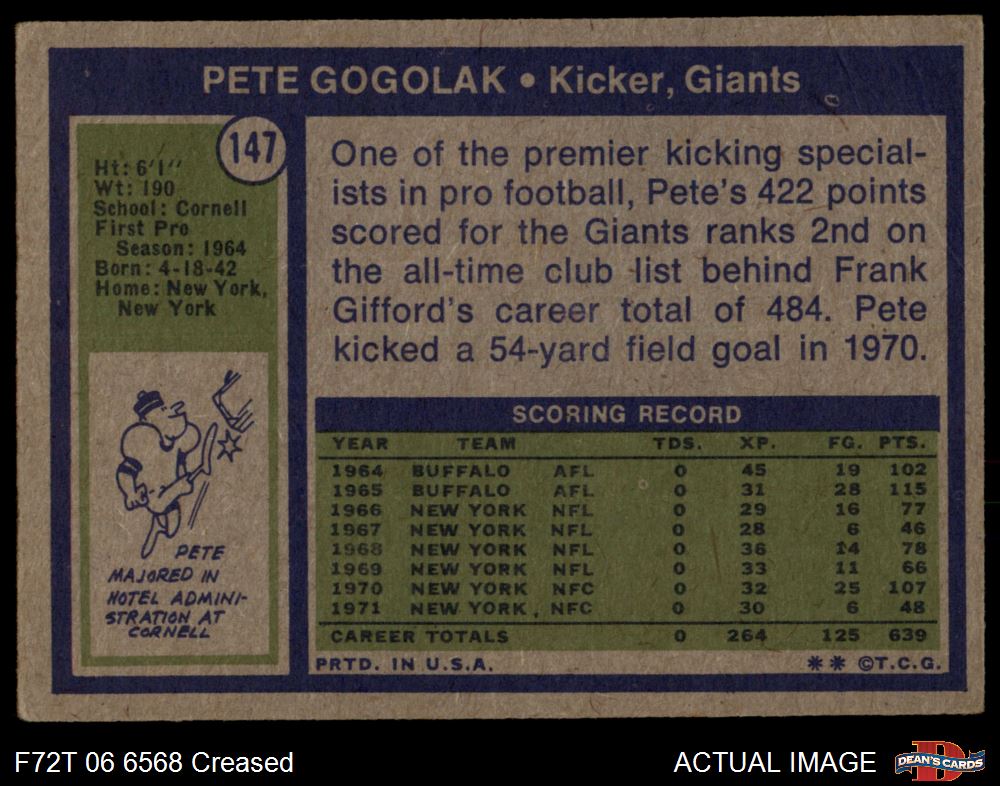 PETE GOGOLAK • Kicker, Giants
147
Ht: 6'1''
Wt: 190
School: Cornell
First Pro
Season: 1964
Born: 4-18-42
Home: New York,
New York
PETE
MAJORED IN
HOTEL ADMINI-
STRATION AT
CORNELL
One of the premier kicking special-
ists in pro football, Pete's 422 points
scored for the Giants ranks 2nd on
the all-time club list behind Frank
Gifford's career total of 484. Pete
kicked a 54-yard field goal in 1970.
SCORING RECORD
YEAR TEAM TDS. XP. FG. PTS.
1964 BUFFALO AFL 0 45 19 102
1965 BUFFALO AFL 0 31 28 115
1966 NEW YORK NFL 0 29 16 77
1967 NEW YORK NFL 0 28 6 46
1968 NEW YORK NFL 0 36 14 78
1969 NEW YORK NFL 0 33 11 66
1970 NEW YORK NFC 0 32 25 107
1971 NEW YORK NFC 0 30 6 48
CAREER TOTALS 0 264 125 639
PRTD. IN U.S.A. ** ©T.C.G.
F72T 06 6568 Creased
ACTUAL IMAGE
D
DEAN'S CARDS